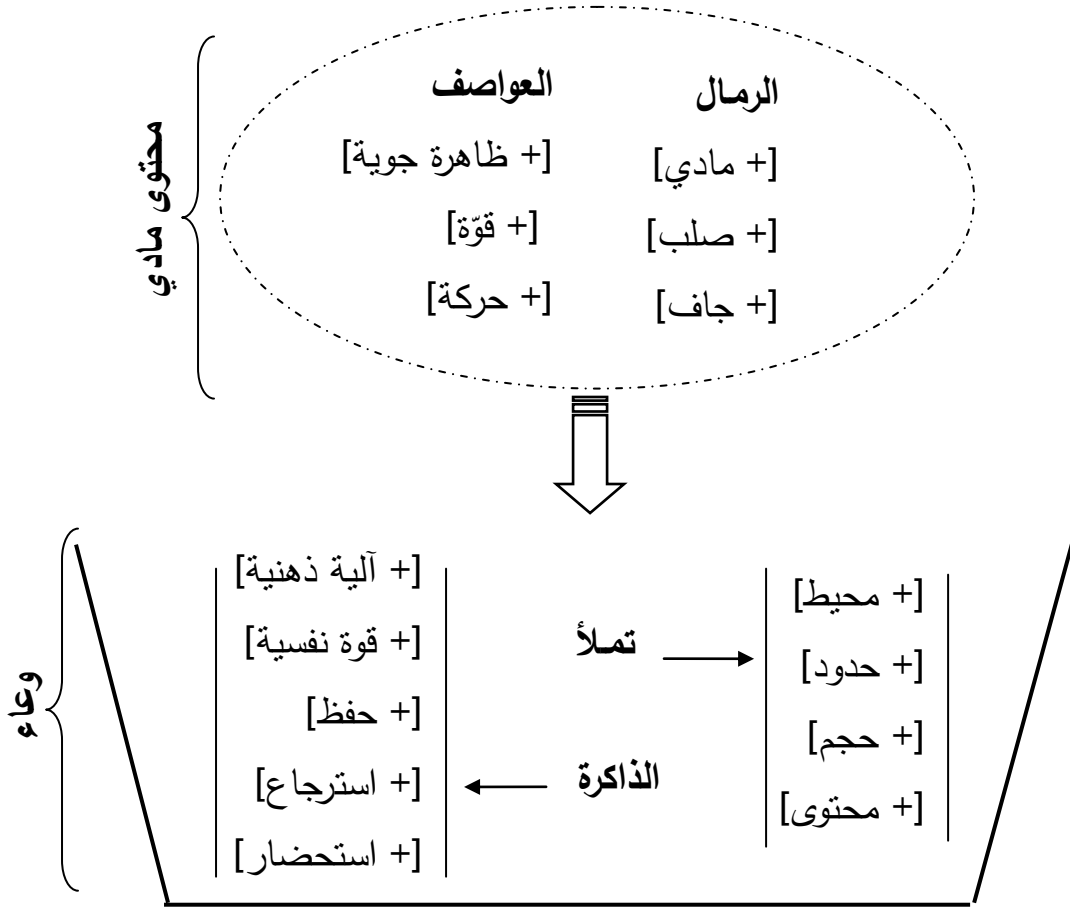 الرمال
العواصف
[+ مادي]
[+ ظاهرة جوية]
[+ صلب]
[+ قوّة]
[+ جاف]
[+ حركة]
محتوى مادي
[+ محيط]
[+ حدود]
[+ حجم]
[+ محتوى]
تملأ
الذاكرة
[+ آلية ذهنية]
[+ قوة نفسية]
[+ حفظ]
[+ استرجاع]
[+ استحضار]
وعاء